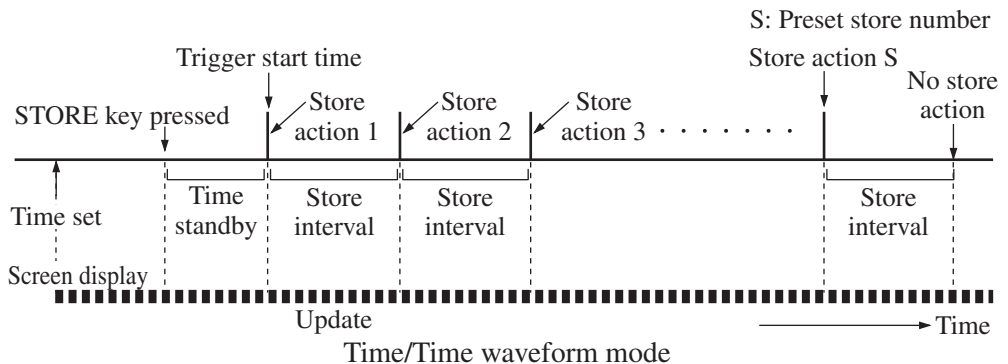 S: Preset store number
Trigger start time
Store action S
No store
action
STORE key pressed
Store
action 1
Store
action 2
Store
action 3
. . . . . . . .
Time set
Time
standby
Store
interval
Store
interval
Store
interval
Screen display
Update
Time
Time/Time waveform mode